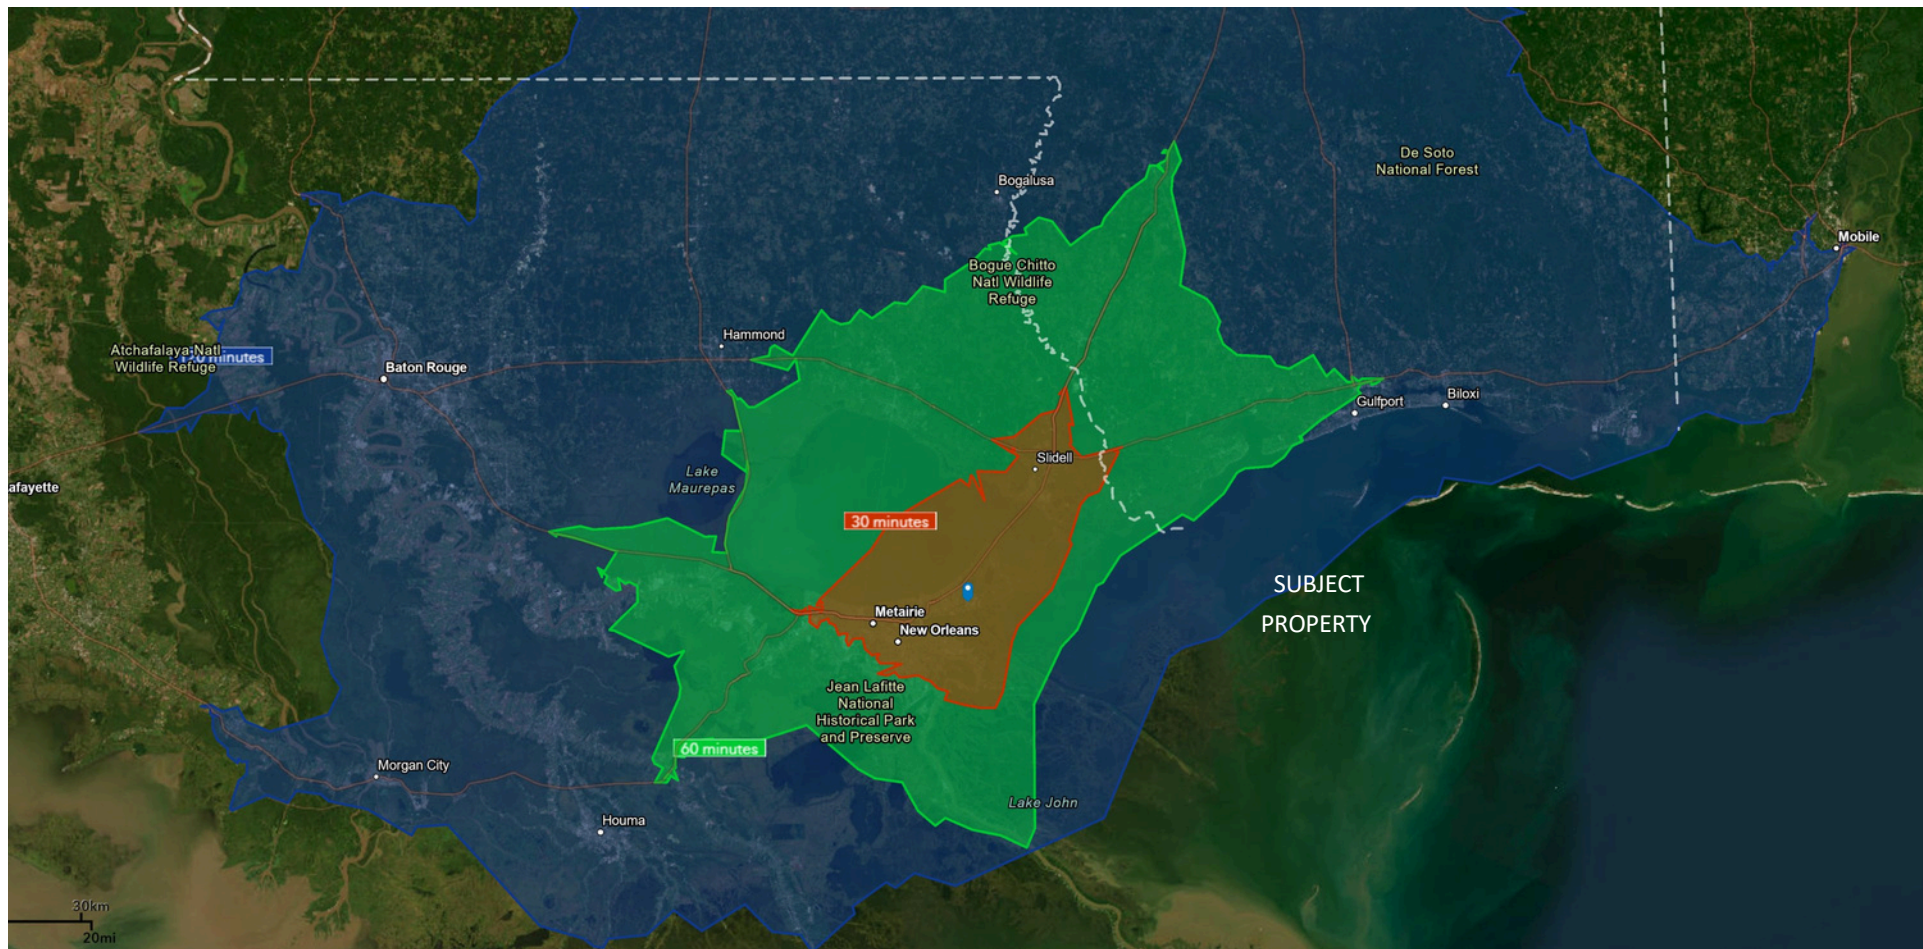 Bogalusa
De Soto
National Forest
Mobile
Bogue Chitto
Natl Wildlife
Refuge
Hammond
Atchafalaya Natl
Wildlife Refuge
minutes
Baton Rouge
Gulfport
Biloxi
Slidell
Lake
Maurepas
afayette
30 minutes
SUBJECT
PROPERTY
Metairie
New Orleans
Jean Lafitte
National
Historical Park
and Preserve
60 minutes
Morgan City
Lake John
Houma
30km
20mi